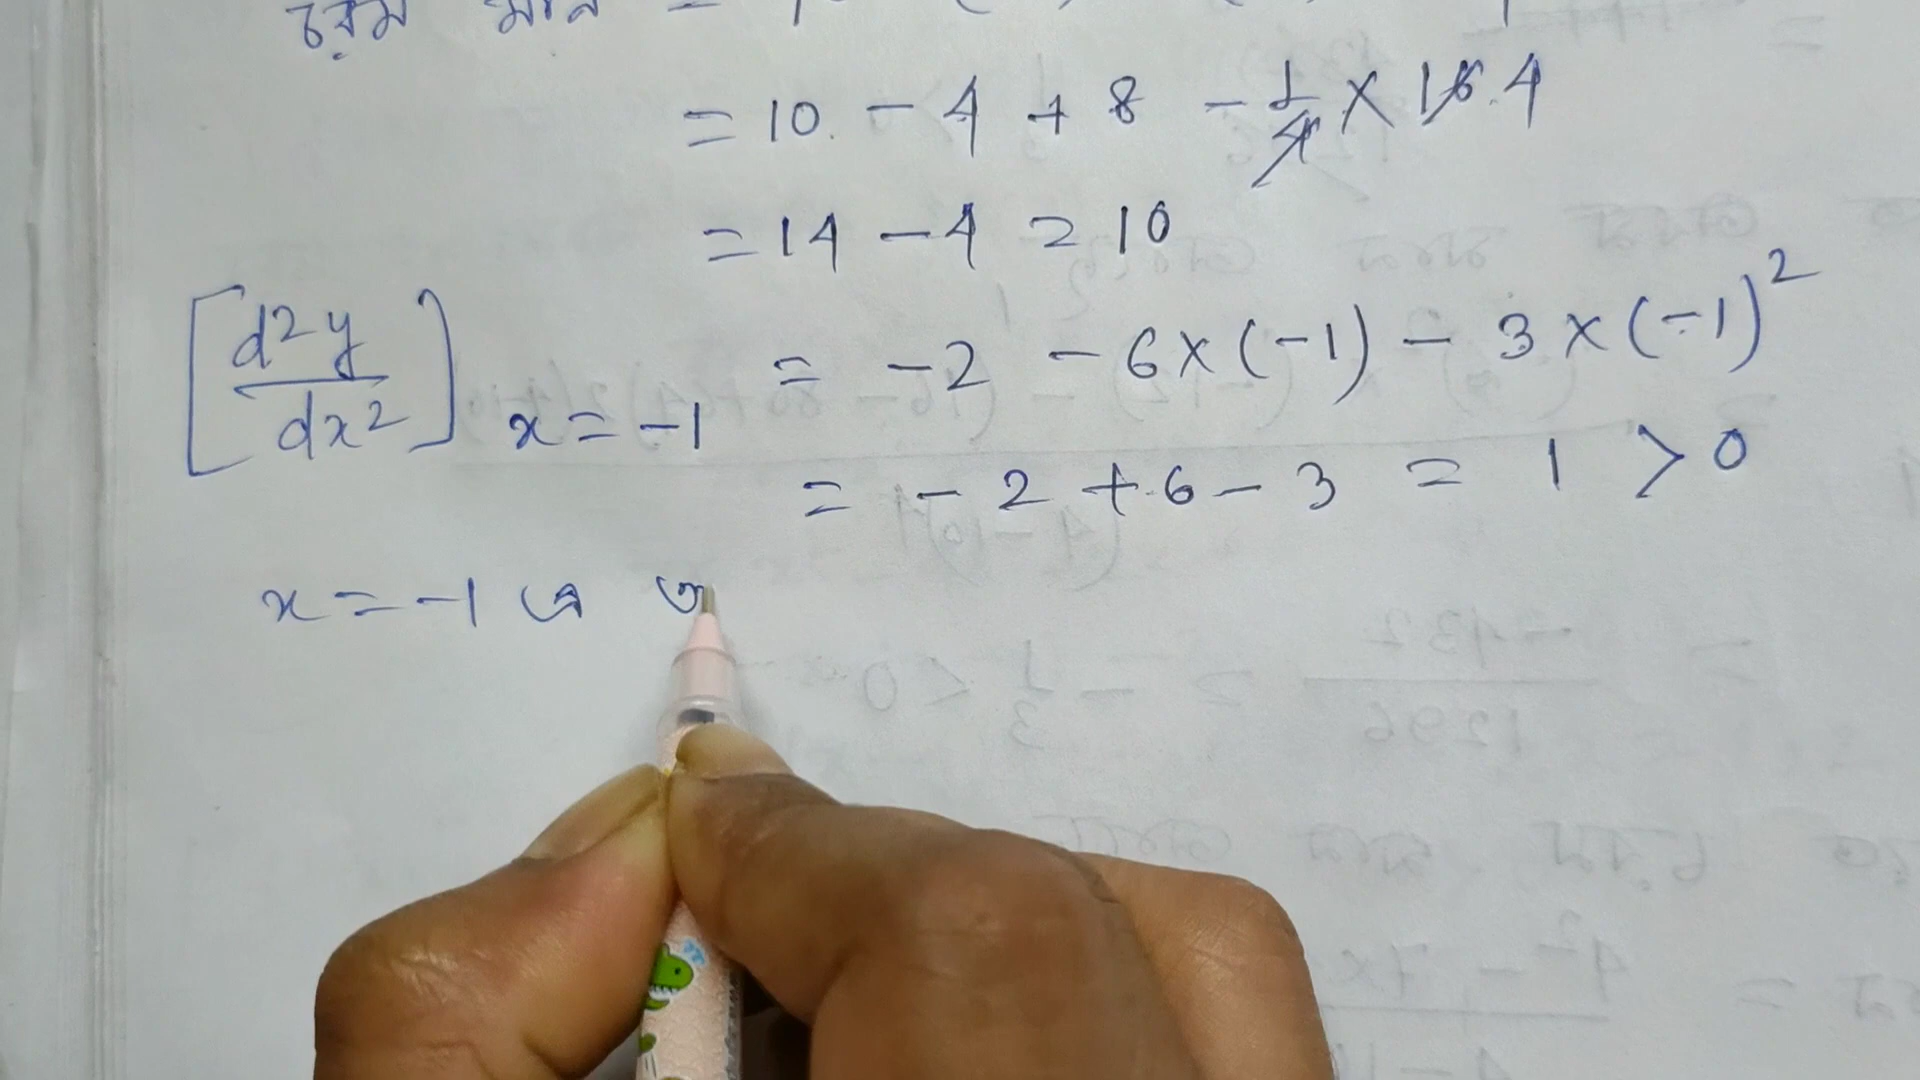 চরম মান =
= 10 - 4 + 8 - 1/4 × 16 4
= 14 - 4 = 10
[d²y/dx²] x = -1 = -2 - 6×(-1) - 3×(-1)²
= -2 + 6 - 3 = 1 > 0
x = -1 এ